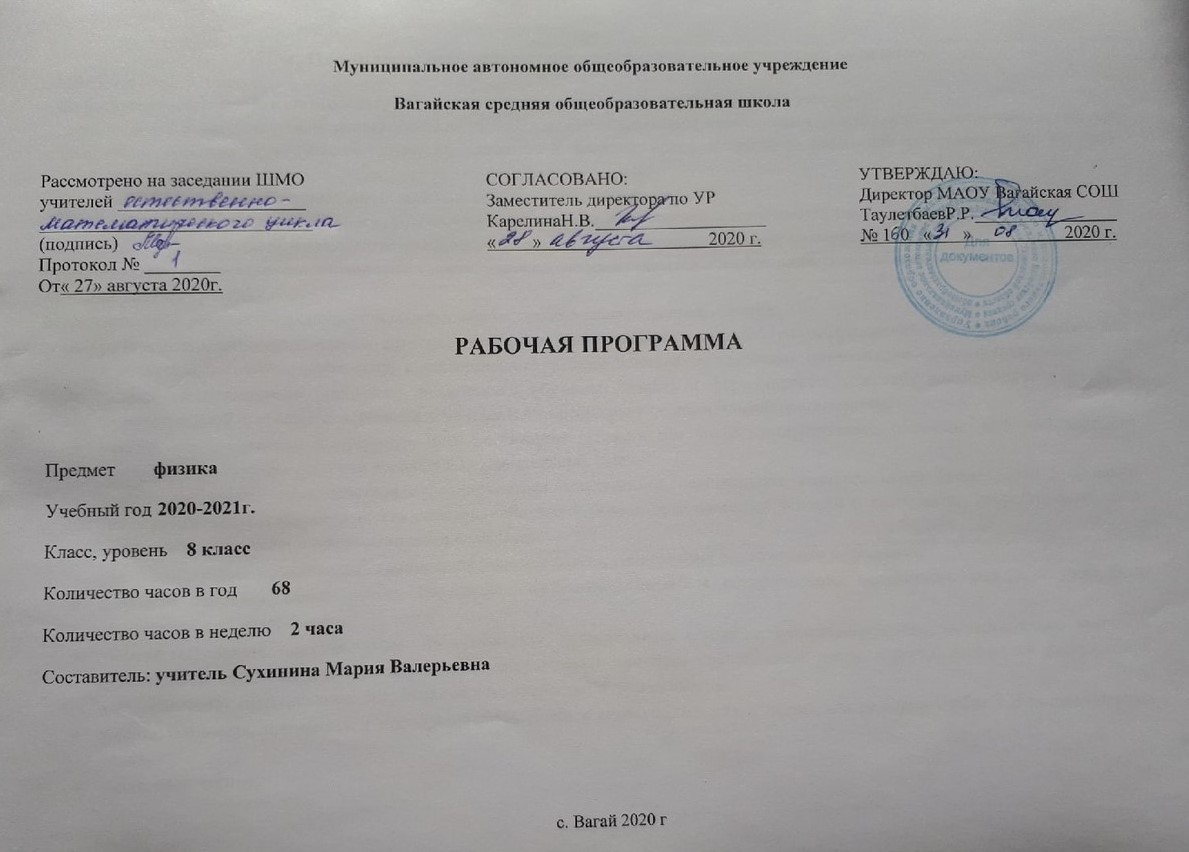 Муниципальное автономное общеобразовательное учреждение
Вагайская средняя общеобразовательная школа
Рассмотрено на заседании ШМО
учителей естественно-
математического цикла
(подпись)
Протокол № 1
От« 27» августа 2020г.
СОГЛАСОВАНО:
Заместитель директора по УР
КарелинаН.В.
«28» августа 2020 г.
УТВЕРЖДАЮ:
Директор МАОУ Вагайская СОШ
ТаулетбаевР.Р.
№ 160 «31» 08 2020 г.
Для
документов
РАБОЧАЯ ПРОГРАММА
Предмет физика
Учебный год 2020-2021г.
Класс, уровень 8 класс
Количество часов в год 68
Количество часов в неделю 2 часа
Составитель: учитель Сухинина Мария Валерьевна
с. Вагай 2020 г